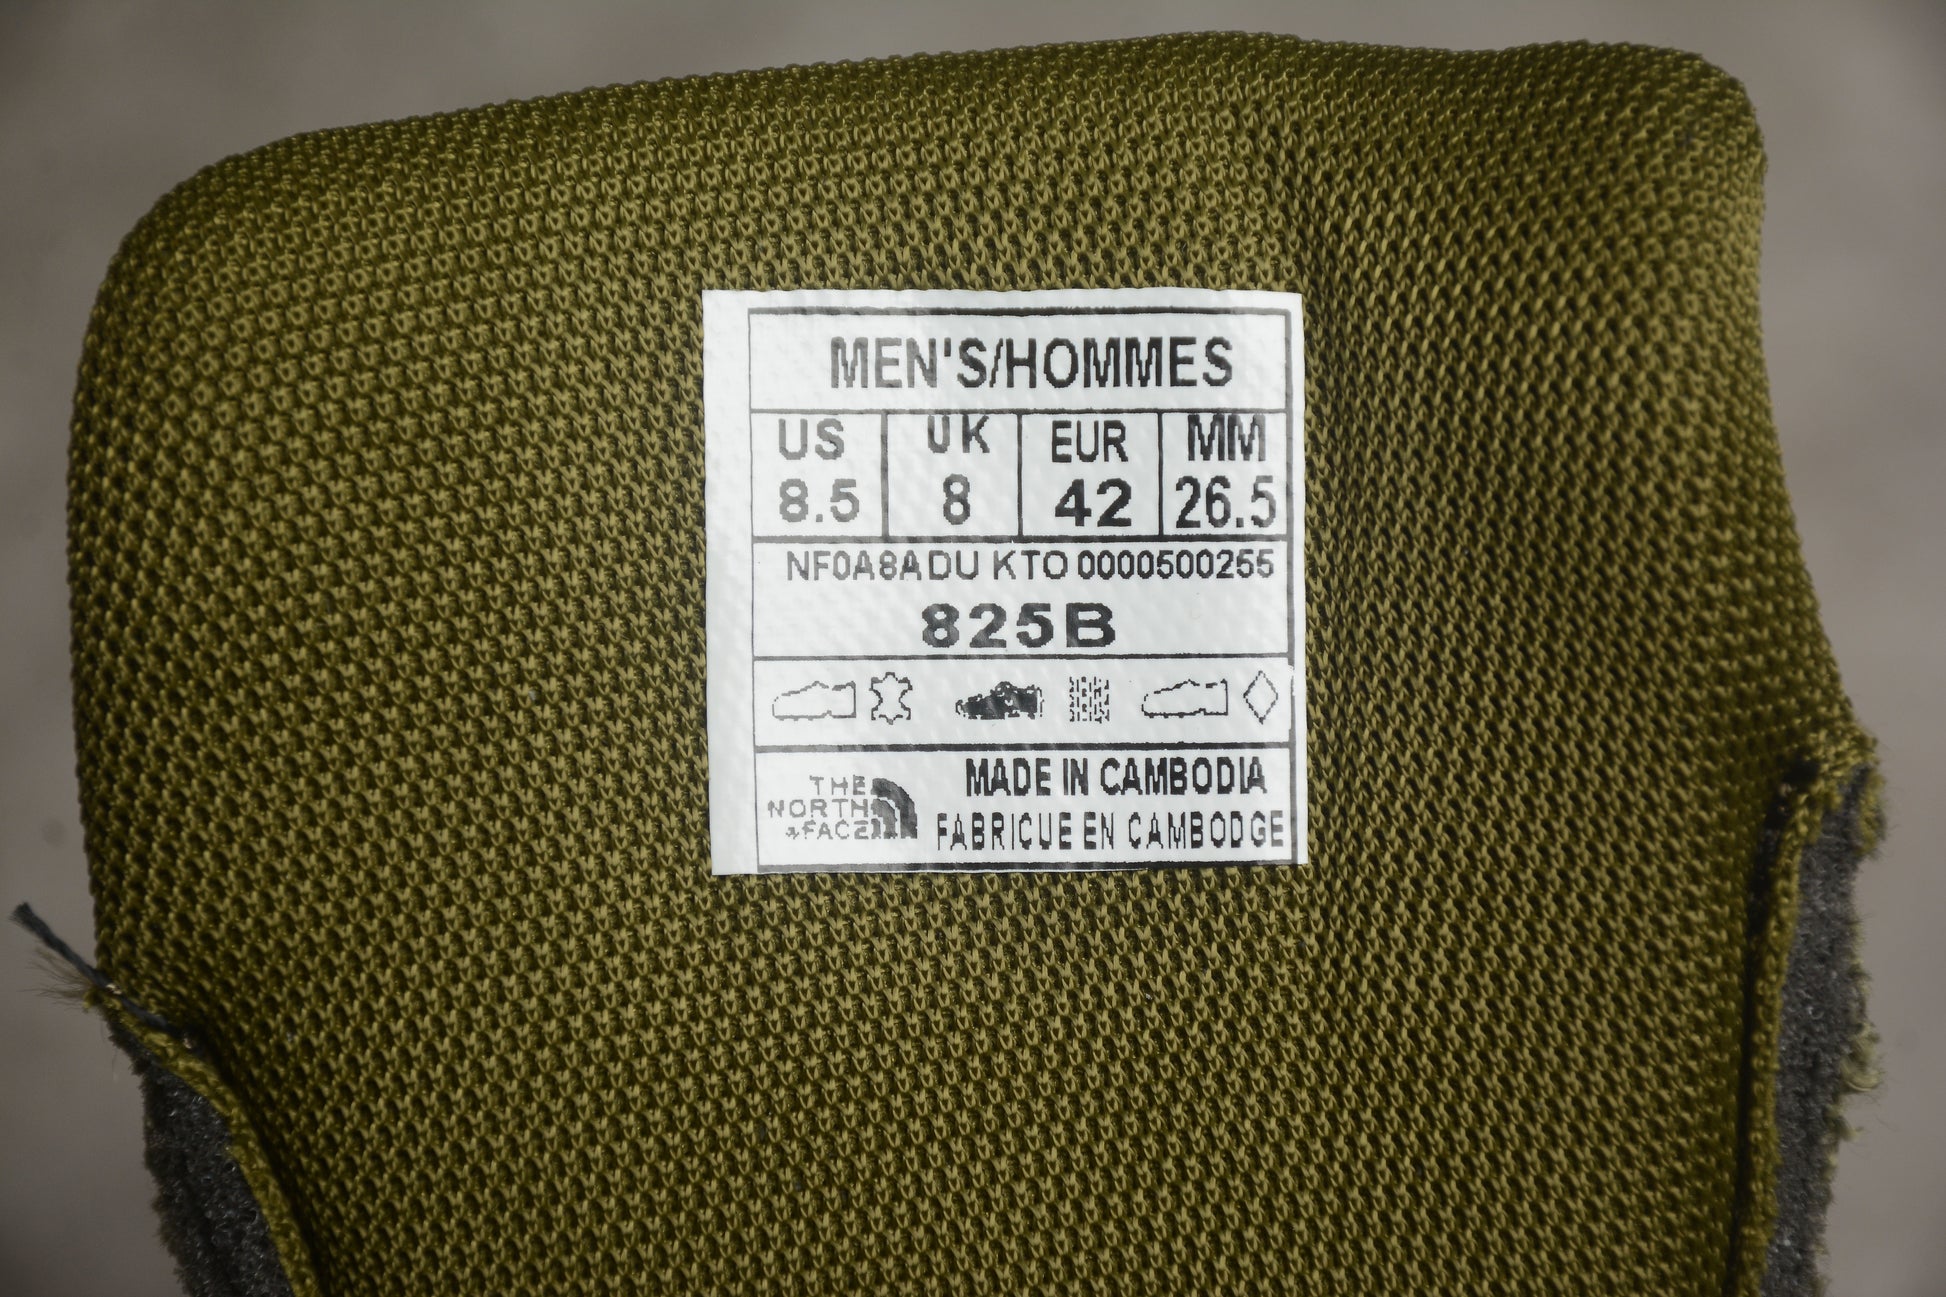 MEN'S/HOMMES
US UK EUR MM
8.5 8 42 26.5
NF0A8ADU KTO 0000500255
825B
THE
NORTH
FACE
MADE IN CAMBODIA
FABRICUE EN CAMBODGE